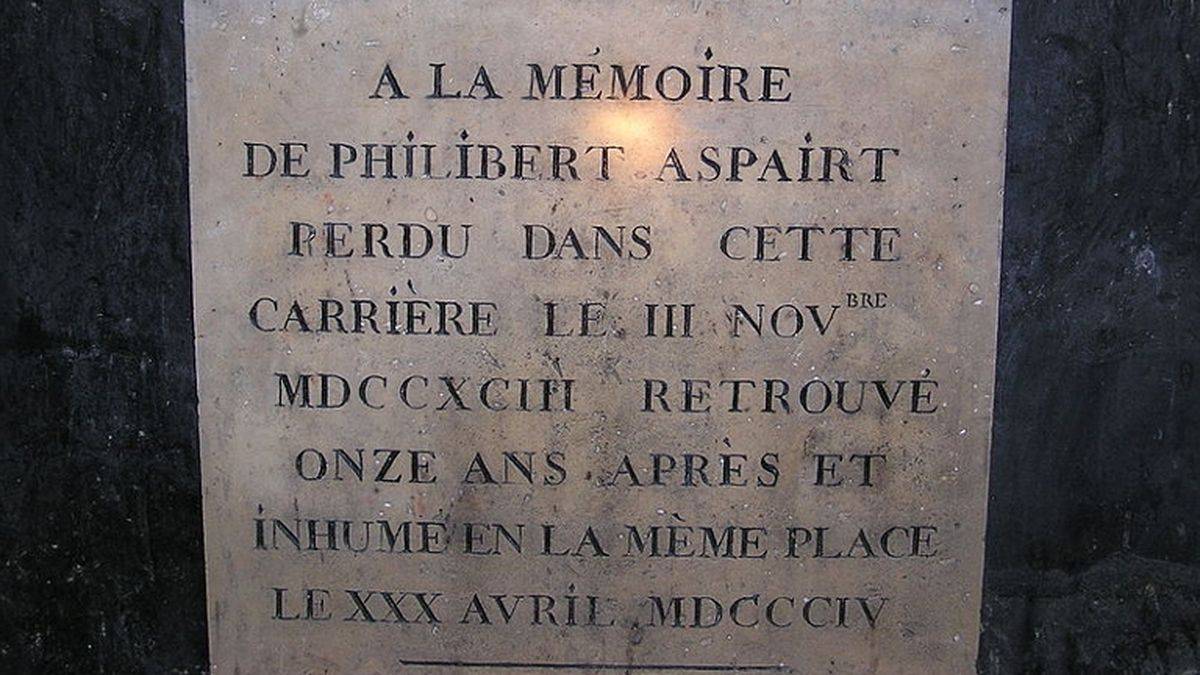 A LA MÉMOIRE
DE PHILIBERT ASPAIRT
PERDU DANS CETTE
CARRIÈRE LE III NOVBRE
MDCCXCIII RETROUVÉ
ONZE ANS APRÈS ET
INHUMÉ EN LA MÈME PLACE
LE XXX AVRIL MDCCCIV